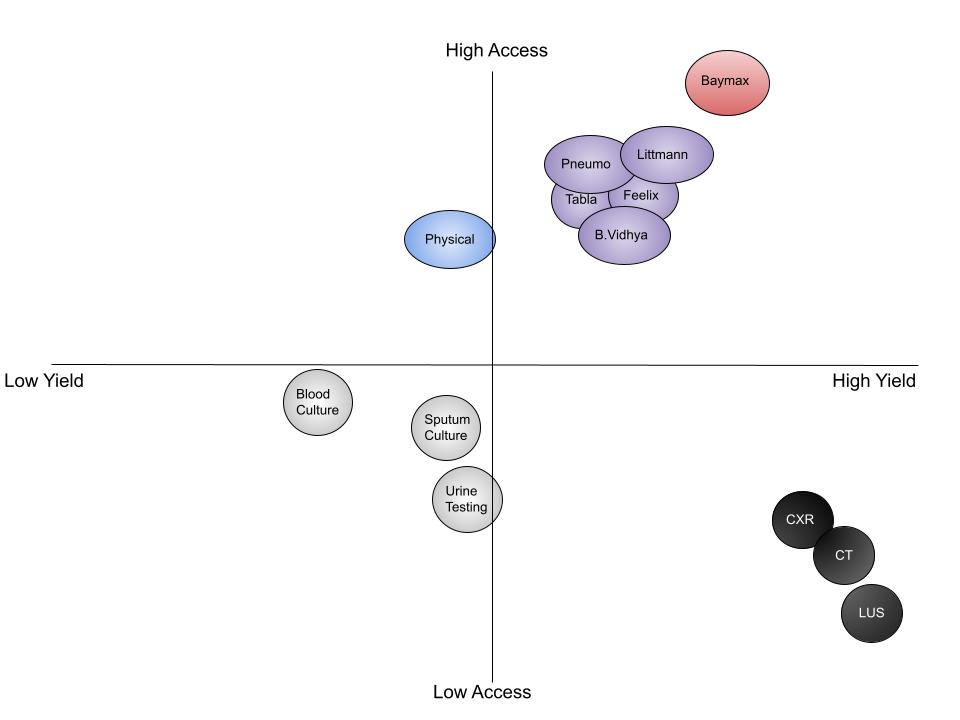 High Access
Baymax
Pneumo
Littmann
Tabla
Feelix
B.Vidhya
Physical
Low Yield
High Yield
Blood
Culture
Sputum
Culture
Urine
Testing
CXR
CT
LUS
Low Access